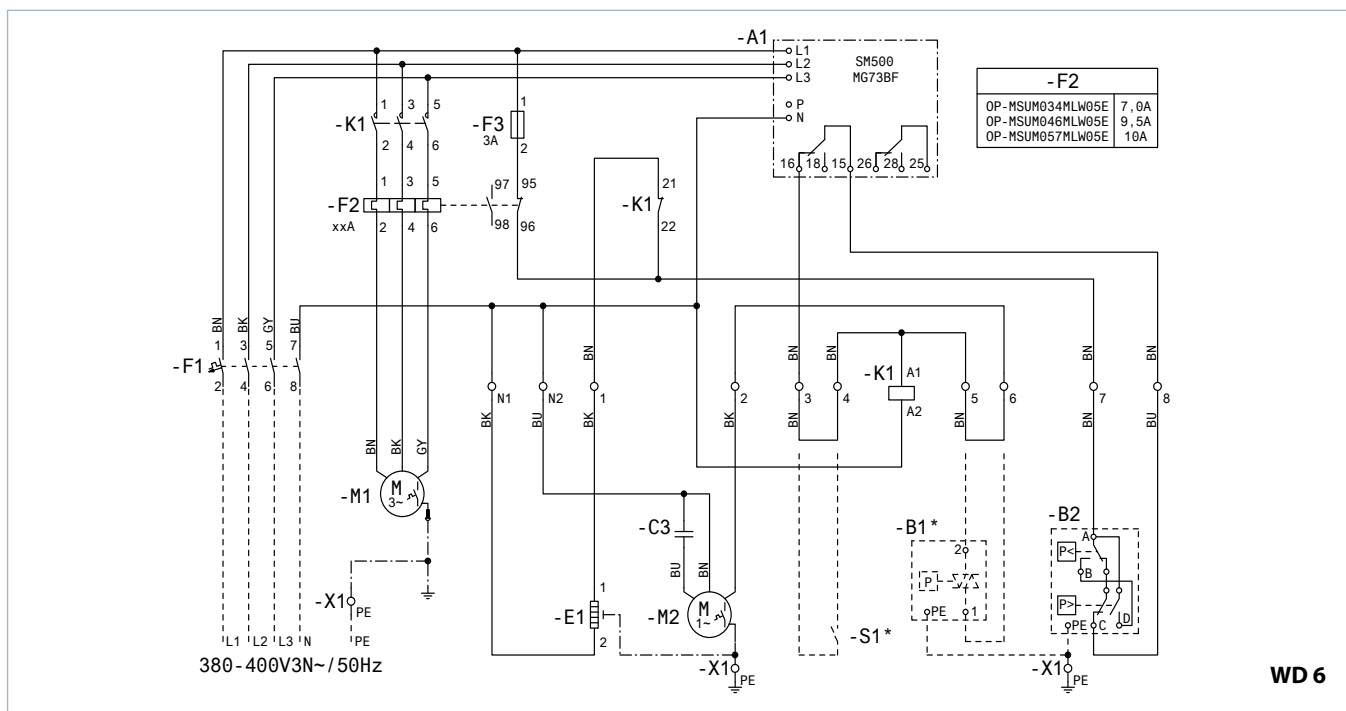 -A1
L1
L2
L3
P
N
SM500
MG73BF
16 18 15 26 28 25
-F2
OP-MSUM034MLW05E 7,0A
OP-MSUM046MLW05E 9,5A
OP-MSUM057MLW05E 10A
-K1
1 3 5
2 4 6
-F3
3A
1
2
-F2
xxA
1 3 5
2 4 6
97 95
98 96
-K1
21
22
BN BK GY BU
-F1
1 3 5 7
2 4 6 8
BN BN BN BN BN BN BN BN
N1 N2 1 2 3 4 5 6 7 8
-K1
A1
A2
BK BU BK BK BN BN BN BU
BN BK GY
-M1
M
3~
-C3
BU BN
-M2
M
1~
-E1
1
2
-S1*
-B1*
2
P
PE 1
-B2
A
P<
B
P>
PE C D
-X1
PE
-X1
PE
-X1
PE
L1 L2 L3 N PE
380-400V3N~/50Hz
WD 6